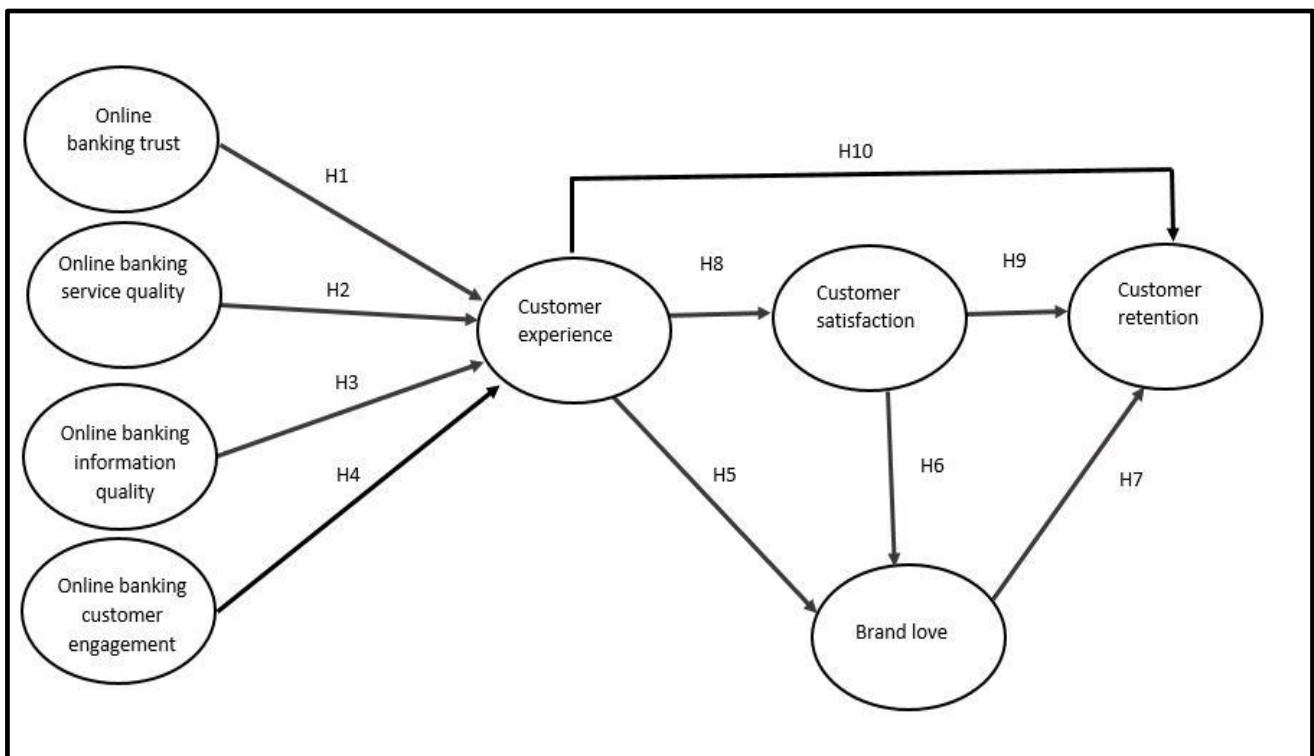 Online
banking trust
H1
Online banking
service quality
H2
Online banking
information
quality
H3
Online banking
customer
engagement
H4
Customer
experience
H10
H8
Customer
satisfaction
H9
Customer
retention
H5
H6
H7
Brand love